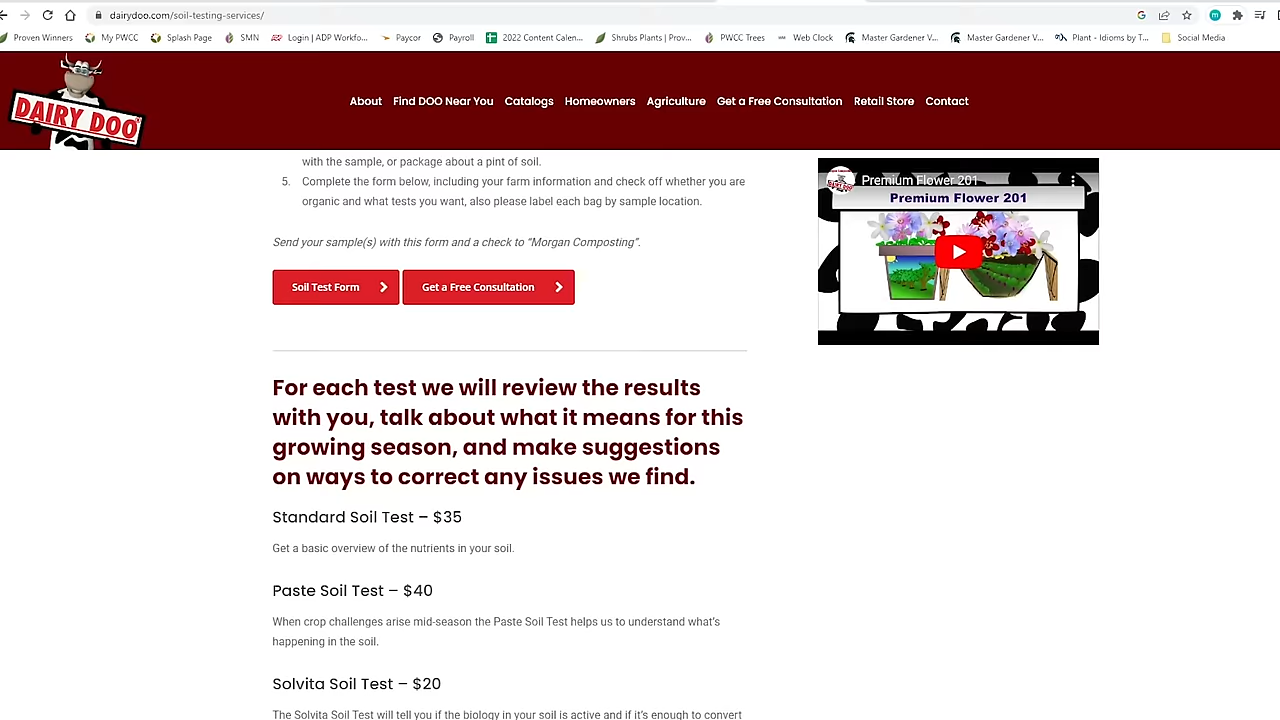 dairydoo.com/soil-testing-services/
Proven Winners
My PWCC
Splash Page
SMN
Login | ADP Workfo...
Paycor
Payroll
2022 Content Calen...
Shrubs Plants | Prov...
PWCC Trees
Web Clock
Master Gardener V...
Master Gardener V...
Plant - Idioms by T...
Social Media
DAIRY DOO
About
Find DOO Near You
Catalogs
Homeowners
Agriculture
Get a Free Consultation
Retail Store
Contact
with the sample, or package about a pint of soil.
5. Complete the form below, including your farm information and check off whether you are
organic and what tests you want, also please label each bag by sample location.
Send your sample(s) with this form and a check to “Morgan Composting”.
Soil Test Form
Get a Free Consultation
For each test we will review the results
with you, talk about what it means for this
growing season, and make suggestions
on ways to correct any issues we find.
Standard Soil Test – $35
Get a basic overview of the nutrients in your soil.
Paste Soil Test – $40
When crop challenges arise mid-season the Paste Soil Test helps us to understand what’s
happening in the soil.
Solvita Soil Test – $20
The Solvita Soil Test will tell you if the biology in your soil is active and if it’s enough to convert
Premium Flower 201
Premium Flower 201